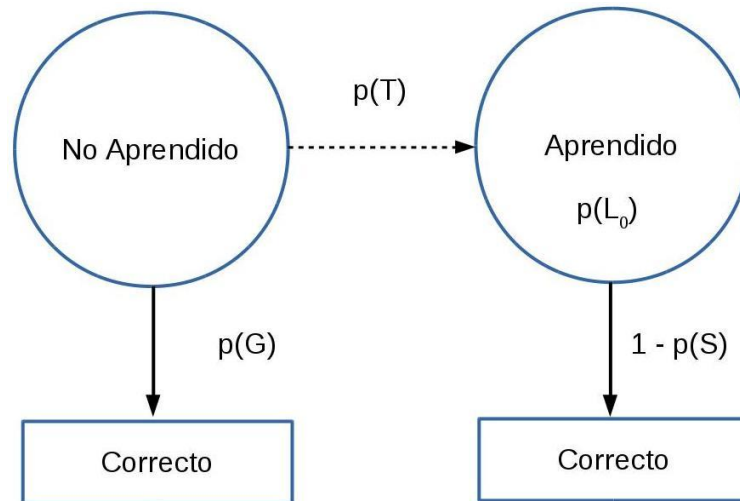 p(T)
No Aprendido
Aprendido
p(L₀)
p(G)
1 - p(S)
Correcto
Correcto